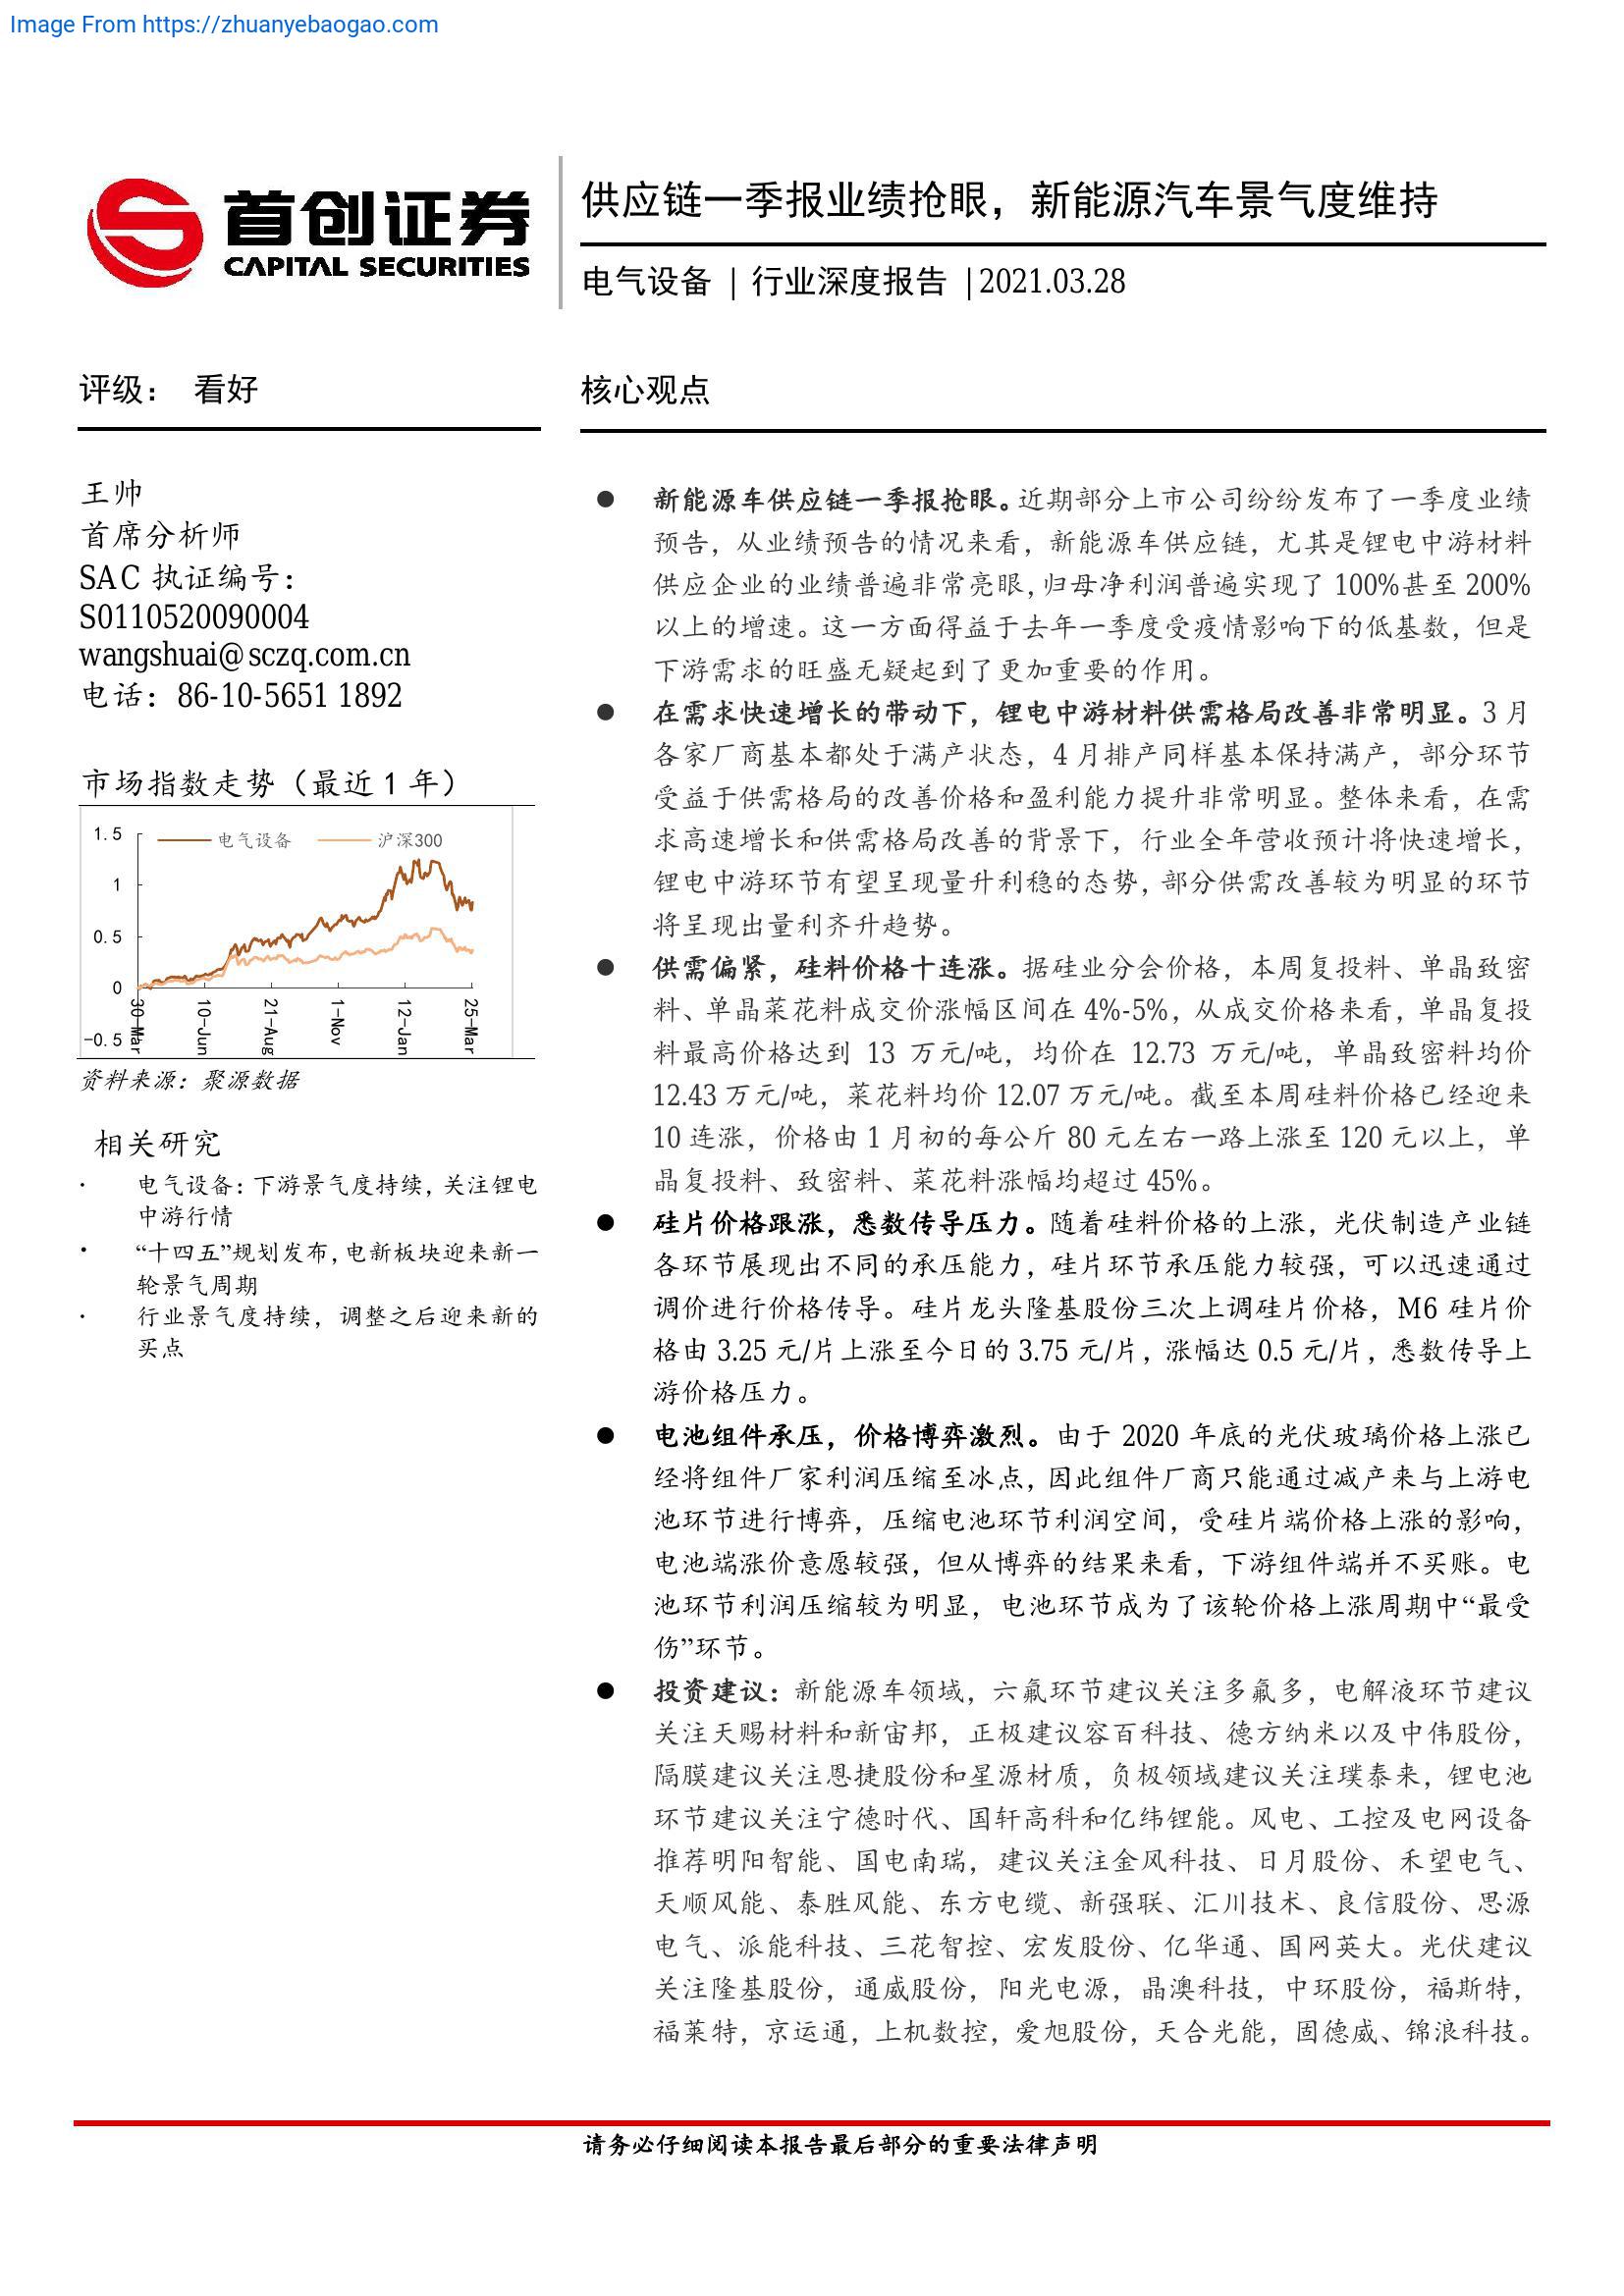 Image From https://zhuanyebaogao.com
首创证券
CAPITAL SECURITIES
供应链一季报业绩抢眼，新能源汽车景气度维持
电气设备 | 行业深度报告 |2021.03.28
评级： 看好
王帅
首席分析师
SAC 执证编号：
S0110520090004
wangshuai@sczq.com.cn
电话：86-10-5651 1892
市场指数走势（最近 1 年）
电气设备 沪深300
1.5
1
0.5
0
-0.5
30-Mar
10-Jun
21-Aug
1-Nov
12-Jan
25-Mar
资料来源：聚源数据
相关研究
· 电气设备：下游景气度持续，关注锂电
中游行情
· “十四五”规划发布，电新板块迎来新一
轮景气周期
· 行业景气度持续，调整之后迎来新的
买点
核心观点
● 新能源车供应链一季报抢眼。近期部分上市公司纷纷发布了一季度业绩
预告，从业绩预告的情况来看，新能源车供应链，尤其是锂电中游材料
供应企业的业绩普遍非常亮眼，归母净利润普遍实现了 100%甚至 200%
以上的增速。这一方面得益于去年一季度受疫情影响下的低基数，但是
下游需求的旺盛无疑起到了更加重要的作用。
● 在需求快速增长的带动下，锂电中游材料供需格局改善非常明显。3 月
各家厂商基本都处于满产状态，4 月排产同样基本保持满产，部分环节
受益于供需格局的改善价格和盈利能力提升非常明显。整体来看，在需
求高速增长和供需格局改善的背景下，行业全年营收预计将快速增长，
锂电中游环节有望呈现量升利稳的态势，部分供需改善较为明显的环节
将呈现出量利齐升趋势。
● 供需偏紧，硅料价格十连涨。据硅业分会价格，本周复投料、单晶致密
料、单晶菜花料成交价涨幅区间在 4%-5%，从成交价格来看，单晶复投
料最高价格达到 13 万元/吨，均价在 12.73 万元/吨，单晶致密料均价
12.43 万元/吨，菜花料均价 12.07 万元/吨。截至本周硅料价格已经迎来
10 连涨，价格由 1 月初的每公斤 80 元左右一路上涨至 120 元以上，单
晶复投料、致密料、菜花料涨幅均超过 45%。
● 硅片价格跟涨，悉数传导压力。随着硅料价格的上涨，光伏制造产业链
各环节展现出不同的承压能力，硅片环节承压能力较强，可以迅速通过
调价进行价格传导。硅片龙头隆基股份三次上调硅片价格，M6 硅片价
格由 3.25 元/片上涨至今日的 3.75 元/片，涨幅达 0.5 元/片，悉数传导上
游价格压力。
● 电池组件承压，价格博弈激烈。由于 2020 年底的光伏玻璃价格上涨已
经将组件厂家利润压缩至冰点，因此组件厂商只能通过减产来与上游电
池环节进行博弈，压缩电池环节利润空间，受硅片端价格上涨的影响，
电池端涨价意愿较强，但从博弈的结果来看，下游组件端并不买账。电
池环节利润压缩较为明显，电池环节成为了该轮价格上涨周期中“最受
伤”环节。
● 投资建议：新能源车领域，六氟环节建议关注多氟多，电解液环节建议
关注天赐材料和新宙邦，正极建议容百科技、德方纳米以及中伟股份，
隔膜建议关注恩捷股份和星源材质，负极领域建议关注璞泰来，锂电池
环节建议关注宁德时代、国轩高科和亿纬锂能。风电、工控及电网设备
推荐明阳智能、国电南瑞，建议关注金风科技、日月股份、禾望电气、
天顺风能、泰胜风能、东方电缆、新强联、汇川技术、良信股份、思源
电气、派能科技、三花智控、宏发股份、亿华通、国网英大。光伏建议
关注隆基股份，通威股份，阳光电源，晶澳科技，中环股份，福斯特，
福莱特，京运通，上机数控，爱旭股份，天合光能，固德威、锦浪科技。
请务必仔细阅读本报告最后部分的重要法律声明